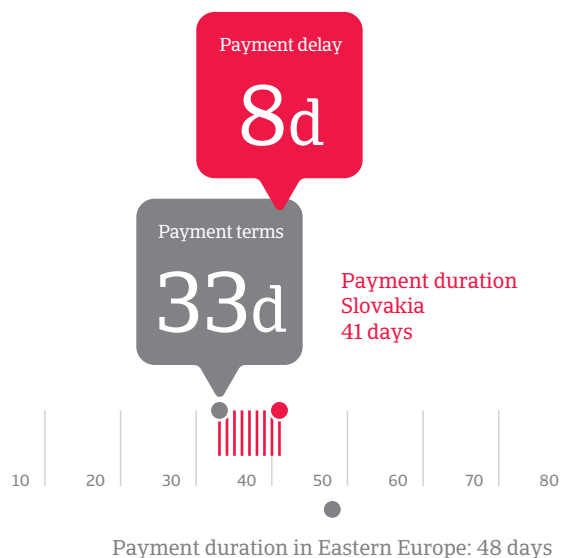 Payment delay
8d
Payment terms
33d
Payment duration
Slovakia
41 days
10 20 30 40 50 60 70 80
Payment duration in Eastern Europe: 48 days